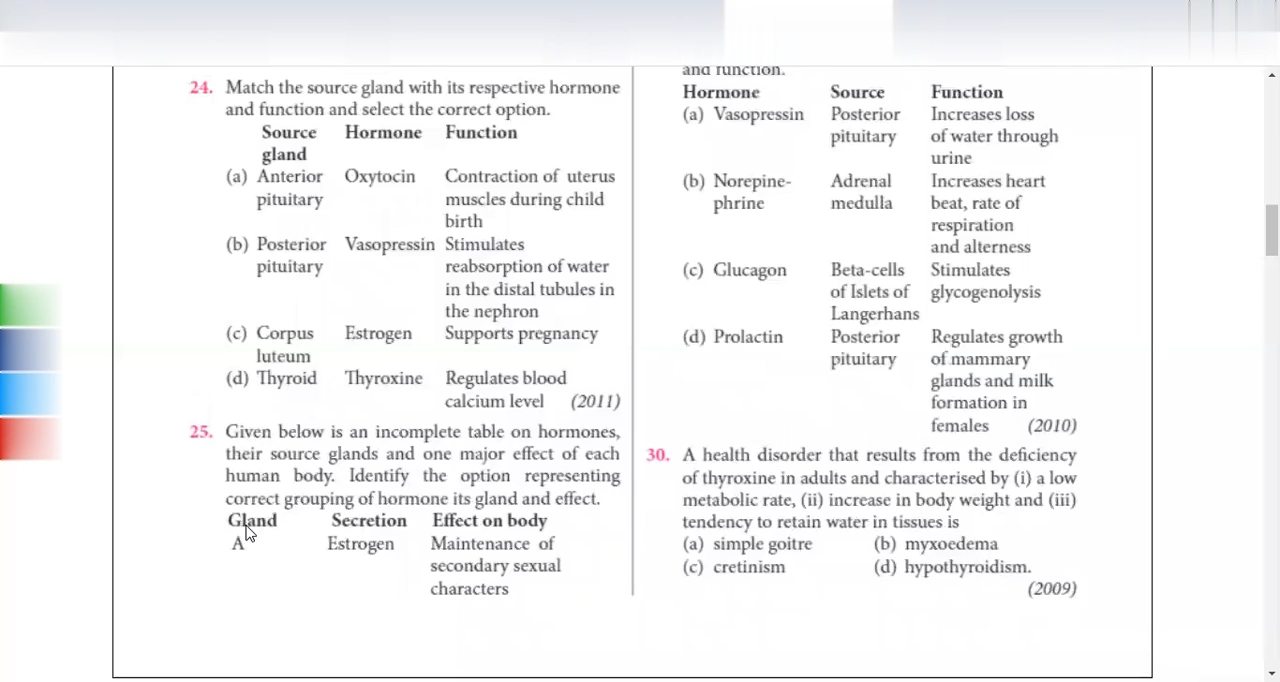 24. Match the source gland with its respective hormone
and function and select the correct option.
Source Hormone Function
gland
(a) Anterior Oxytocin Contraction of uterus
pituitary muscles during child
birth
(b) Posterior Vasopressin Stimulates
pituitary reabsorption of water
in the distal tubules in
the nephron
(c) Corpus Estrogen Supports pregnancy
luteum
(d) Thyroid Thyroxine Regulates blood
calcium level (2011)
25. Given below is an incomplete table on hormones,
their source glands and one major effect of each
human body. Identify the option representing
correct grouping of hormone its gland and effect.
Gland Secretion Effect on body
A Estrogen Maintenance of
secondary sexual
characters
and function.
Hormone Source Function
(a) Vasopressin Posterior Increases loss
pituitary of water through
urine
(b) Norepine- Adrenal Increases heart
phrine medulla beat, rate of
respiration
and alterness
(c) Glucagon Beta-cells Stimulates
of Islets of glycogenolysis
Langerhans
(d) Prolactin Posterior Regulates growth
pituitary of mammary
glands and milk
formation in
females (2010)
30. A health disorder that results from the deficiency
of thyroxine in adults and characterised by (i) a low
metabolic rate, (ii) increase in body weight and (iii)
tendency to retain water in tissues is
(a) simple goitre (b) myxoedema
(c) cretinism (d) hypothyroidism.
(2009)